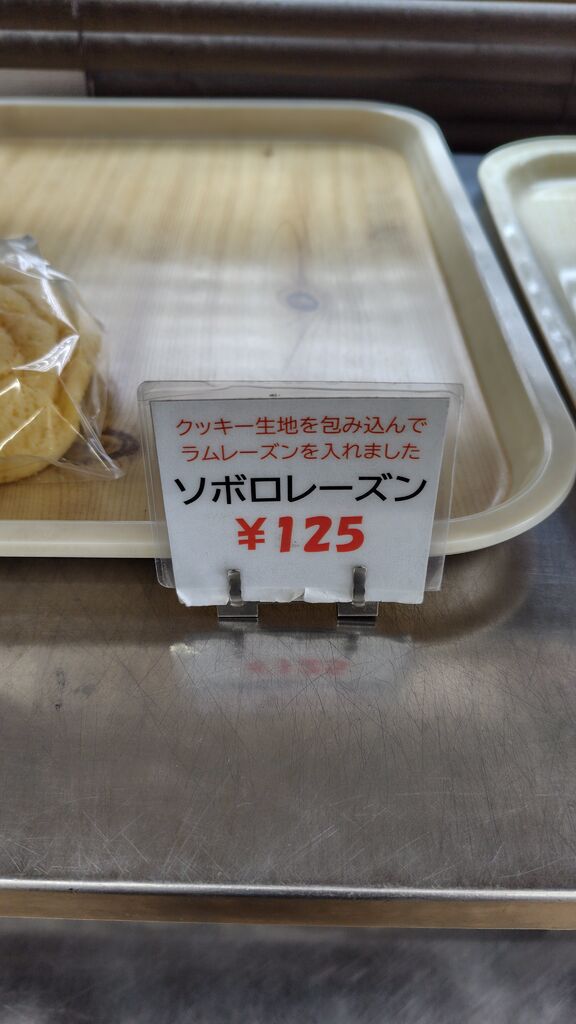 クッキー生地を包み込んで
ラムレーズンを入れました
ソボロレーズン
¥125